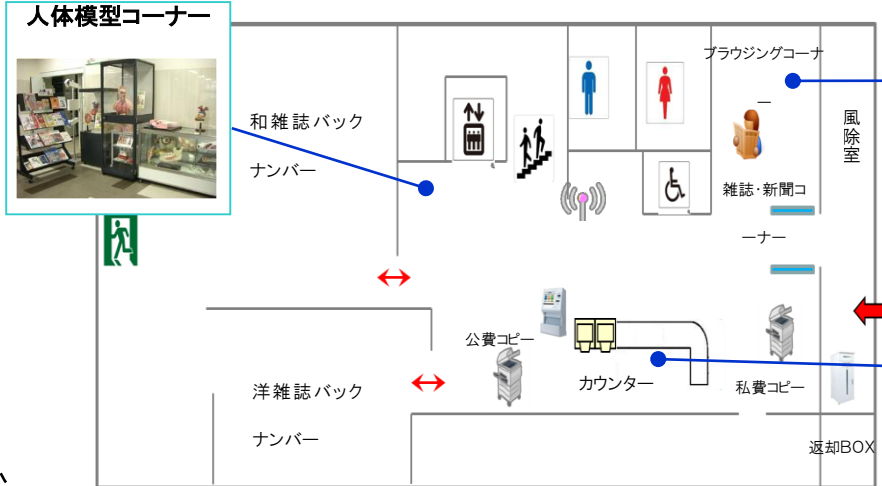 人体模型コーナー
ブラウジングコーナ
ー
和雑誌バック
ナンバー
風除室
雑誌・新聞コ
ーナー
公費コピー
カウンター
私費コピー
洋雑誌バック
ナンバー
返却BOX